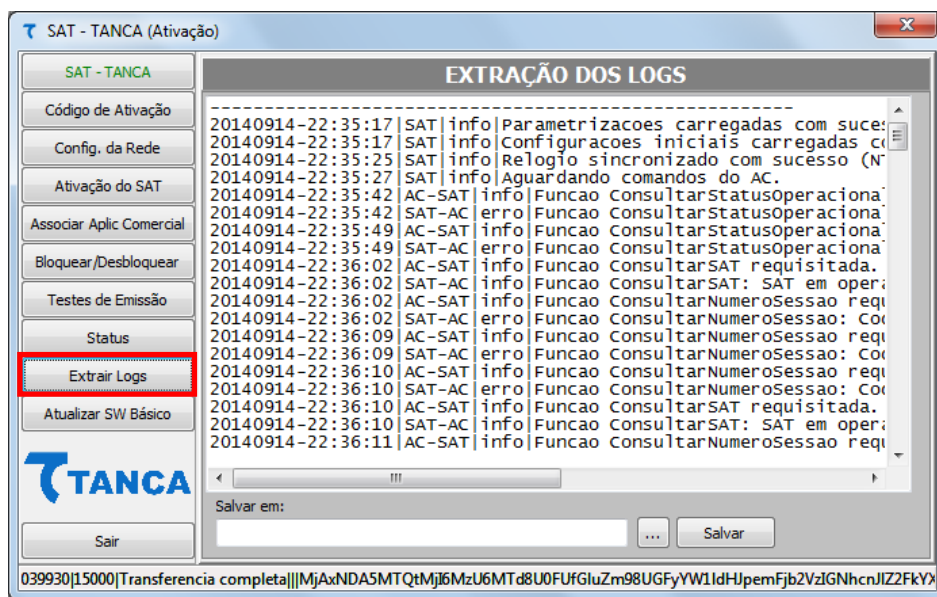 SAT - TANCA (Ativação)
SAT - TANCA
Código de Ativação
Config. da Rede
Ativação do SAT
Associar Aplic Comercial
Bloquear/Desbloquear
Testes de Emissão
Status
Extrair Logs
Atualizar SW Básico
TANCA
Sair
EXTRAÇÃO DOS LOGS
------------------------------------------------------
20140914-22:35:17|SAT|info|Parametrizacoes carregadas com suces
20140914-22:35:17|SAT|info|Configuracoes iniciais carregadas co
20140914-22:35:25|SAT|info|Relogio sincronizado com sucesso (NT
20140914-22:35:27|SAT|info|Aguardando comandos do AC.
20140914-22:35:42|AC-SAT|info|Funcao ConsultarStatusOperacional
20140914-22:35:42|SAT-AC|erro|Funcao ConsultarStatusOperacional
20140914-22:35:49|AC-SAT|info|Funcao ConsultarStatusOperacional
20140914-22:35:49|SAT-AC|erro|Funcao ConsultarStatusOperacional
20140914-22:36:02|AC-SAT|info|Funcao ConsultarSAT requisitada.
20140914-22:36:02|SAT-AC|info|Funcao ConsultarSAT: SAT em opera
20140914-22:36:02|AC-SAT|info|Funcao ConsultarNumeroSessao requ
20140914-22:36:02|SAT-AC|erro|Funcao ConsultarNumeroSessao: Cod
20140914-22:36:09|AC-SAT|info|Funcao ConsultarNumeroSessao requ
20140914-22:36:09|SAT-AC|erro|Funcao ConsultarNumeroSessao: Cod
20140914-22:36:10|AC-SAT|info|Funcao ConsultarNumeroSessao requ
20140914-22:36:10|SAT-AC|erro|Funcao ConsultarNumeroSessao: Cod
20140914-22:36:10|AC-SAT|info|Funcao ConsultarSAT requisitada.
20140914-22:36:10|SAT-AC|info|Funcao ConsultarSAT: SAT em opera
20140914-22:36:11|AC-SAT|info|Funcao ConsultarNumeroSessao requ
Salvar em:
...
Salvar
039930|15000|Transferencia completa|||